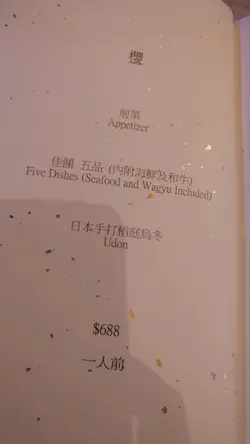 櫻
前菜
Appetizer
佳餚 五品 (內附海鮮及和牛)
Five Dishes (Seafood and Wagyu Included)
日本手打稻庭烏冬
Udon
$688
一人前